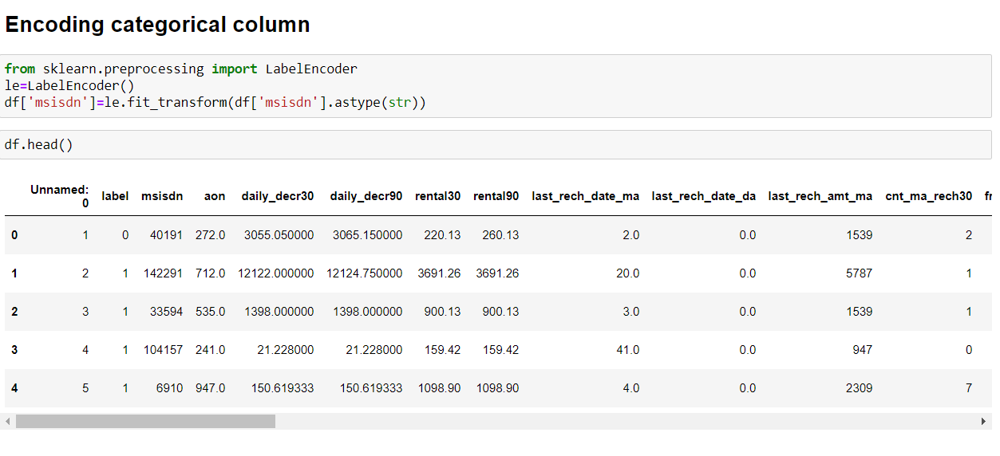 Encoding categorical column
from sklearn.preprocessing import LabelEncoder
le=LabelEncoder()
df['msisdn']=le.fit_transform(df['msisdn'].astype(str))
df.head()
Unnamed: 0 label msisdn aon daily_decr30 daily_decr90 rental30 rental90 last_rech_date_ma last_rech_date_da last_rech_amt_ma cnt_ma_rech30
0 1 0 40191 272.0 3055.050000 3065.150000 220.13 260.13 2.0 0.0 1539 2
1 2 1 142291 712.0 12122.000000 12124.750000 3691.26 3691.26 20.0 0.0 5787 1
2 3 1 33594 535.0 1398.000000 1398.000000 900.13 900.13 3.0 0.0 1539 1
3 4 1 104157 241.0 21.228000 21.228000 159.42 159.42 41.0 0.0 947 0
4 5 1 6910 947.0 150.619333 150.619333 1098.90 1098.90 4.0 0.0 2309 7